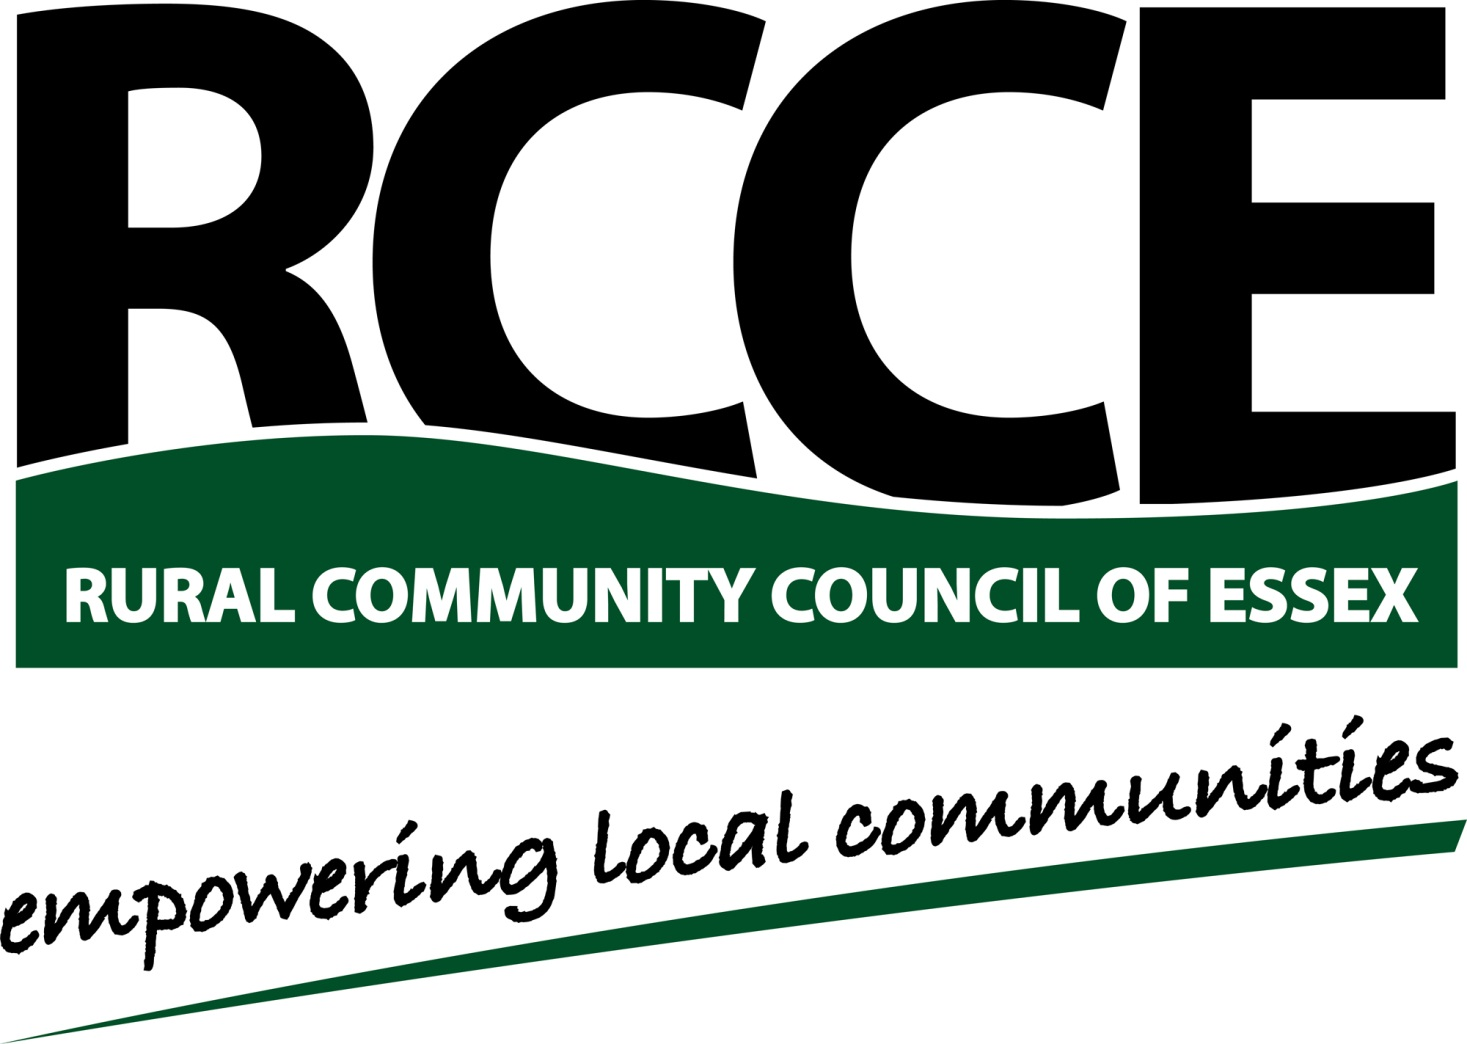 RCCE
RURAL COMMUNITY COUNCIL OF ESSEX
empowering local communities